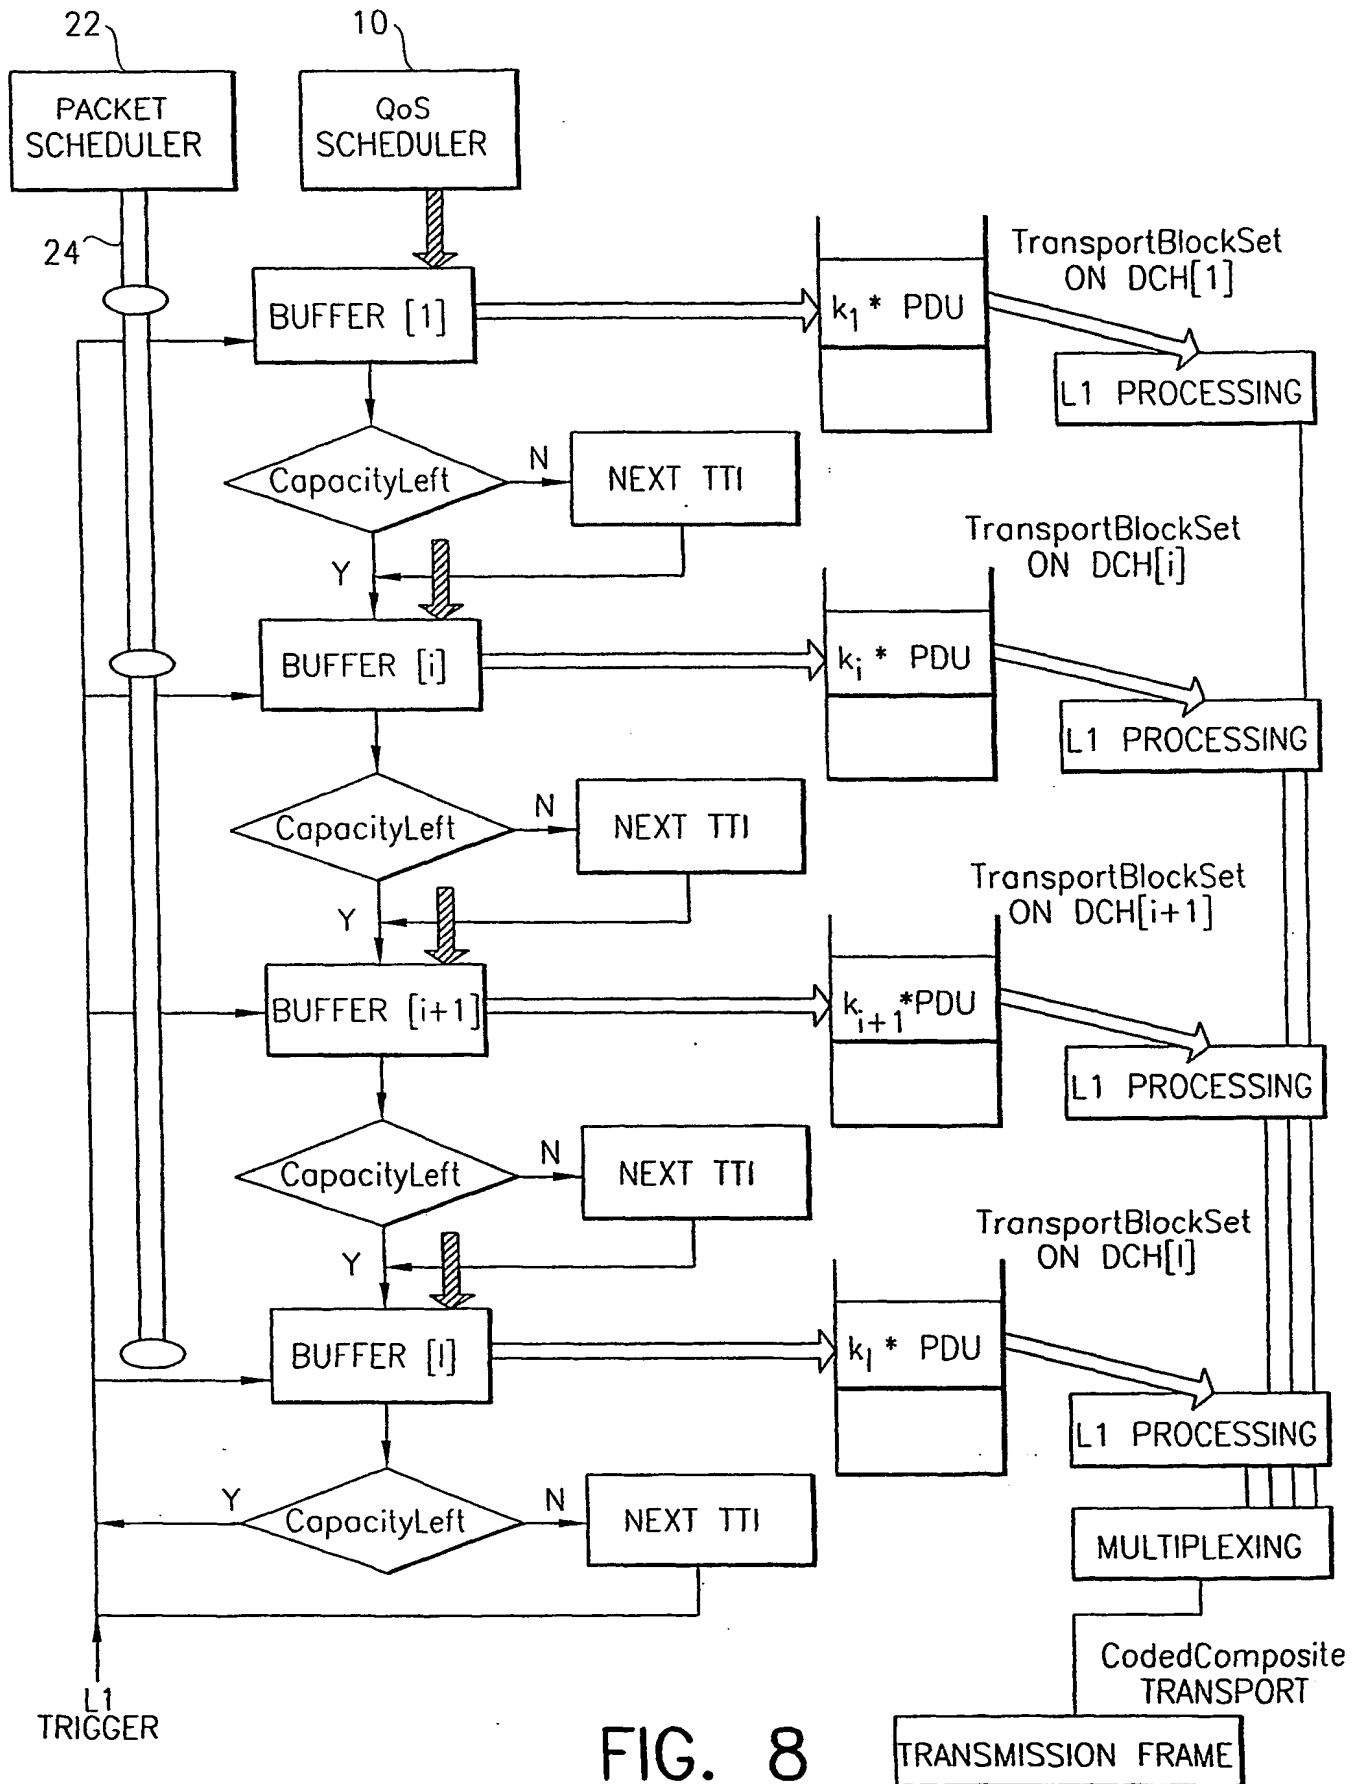 22
10
PACKET
SCHEDULER
QoS
SCHEDULER
24
TransportBlockSet
ON DCH[1]
BUFFER [1]
k1 * PDU
L1 PROCESSING
CapacityLeft
N
NEXT TTI
Y
TransportBlockSet
ON DCH[i]
BUFFER [i]
ki * PDU
L1 PROCESSING
CapacityLeft
N
NEXT TTI
Y
TransportBlockSet
ON DCH[i+1]
BUFFER [i+1]
ki+1 *PDU
L1 PROCESSING
CapacityLeft
N
NEXT TTI
Y
TransportBlockSet
ON DCH[I]
BUFFER [I]
kI * PDU
L1 PROCESSING
Y
CapacityLeft
N
NEXT TTI
MULTIPLEXING
CodedComposite
TRANSPORT
L1
TRIGGER
TRANSMISSION FRAME
FIG. 8